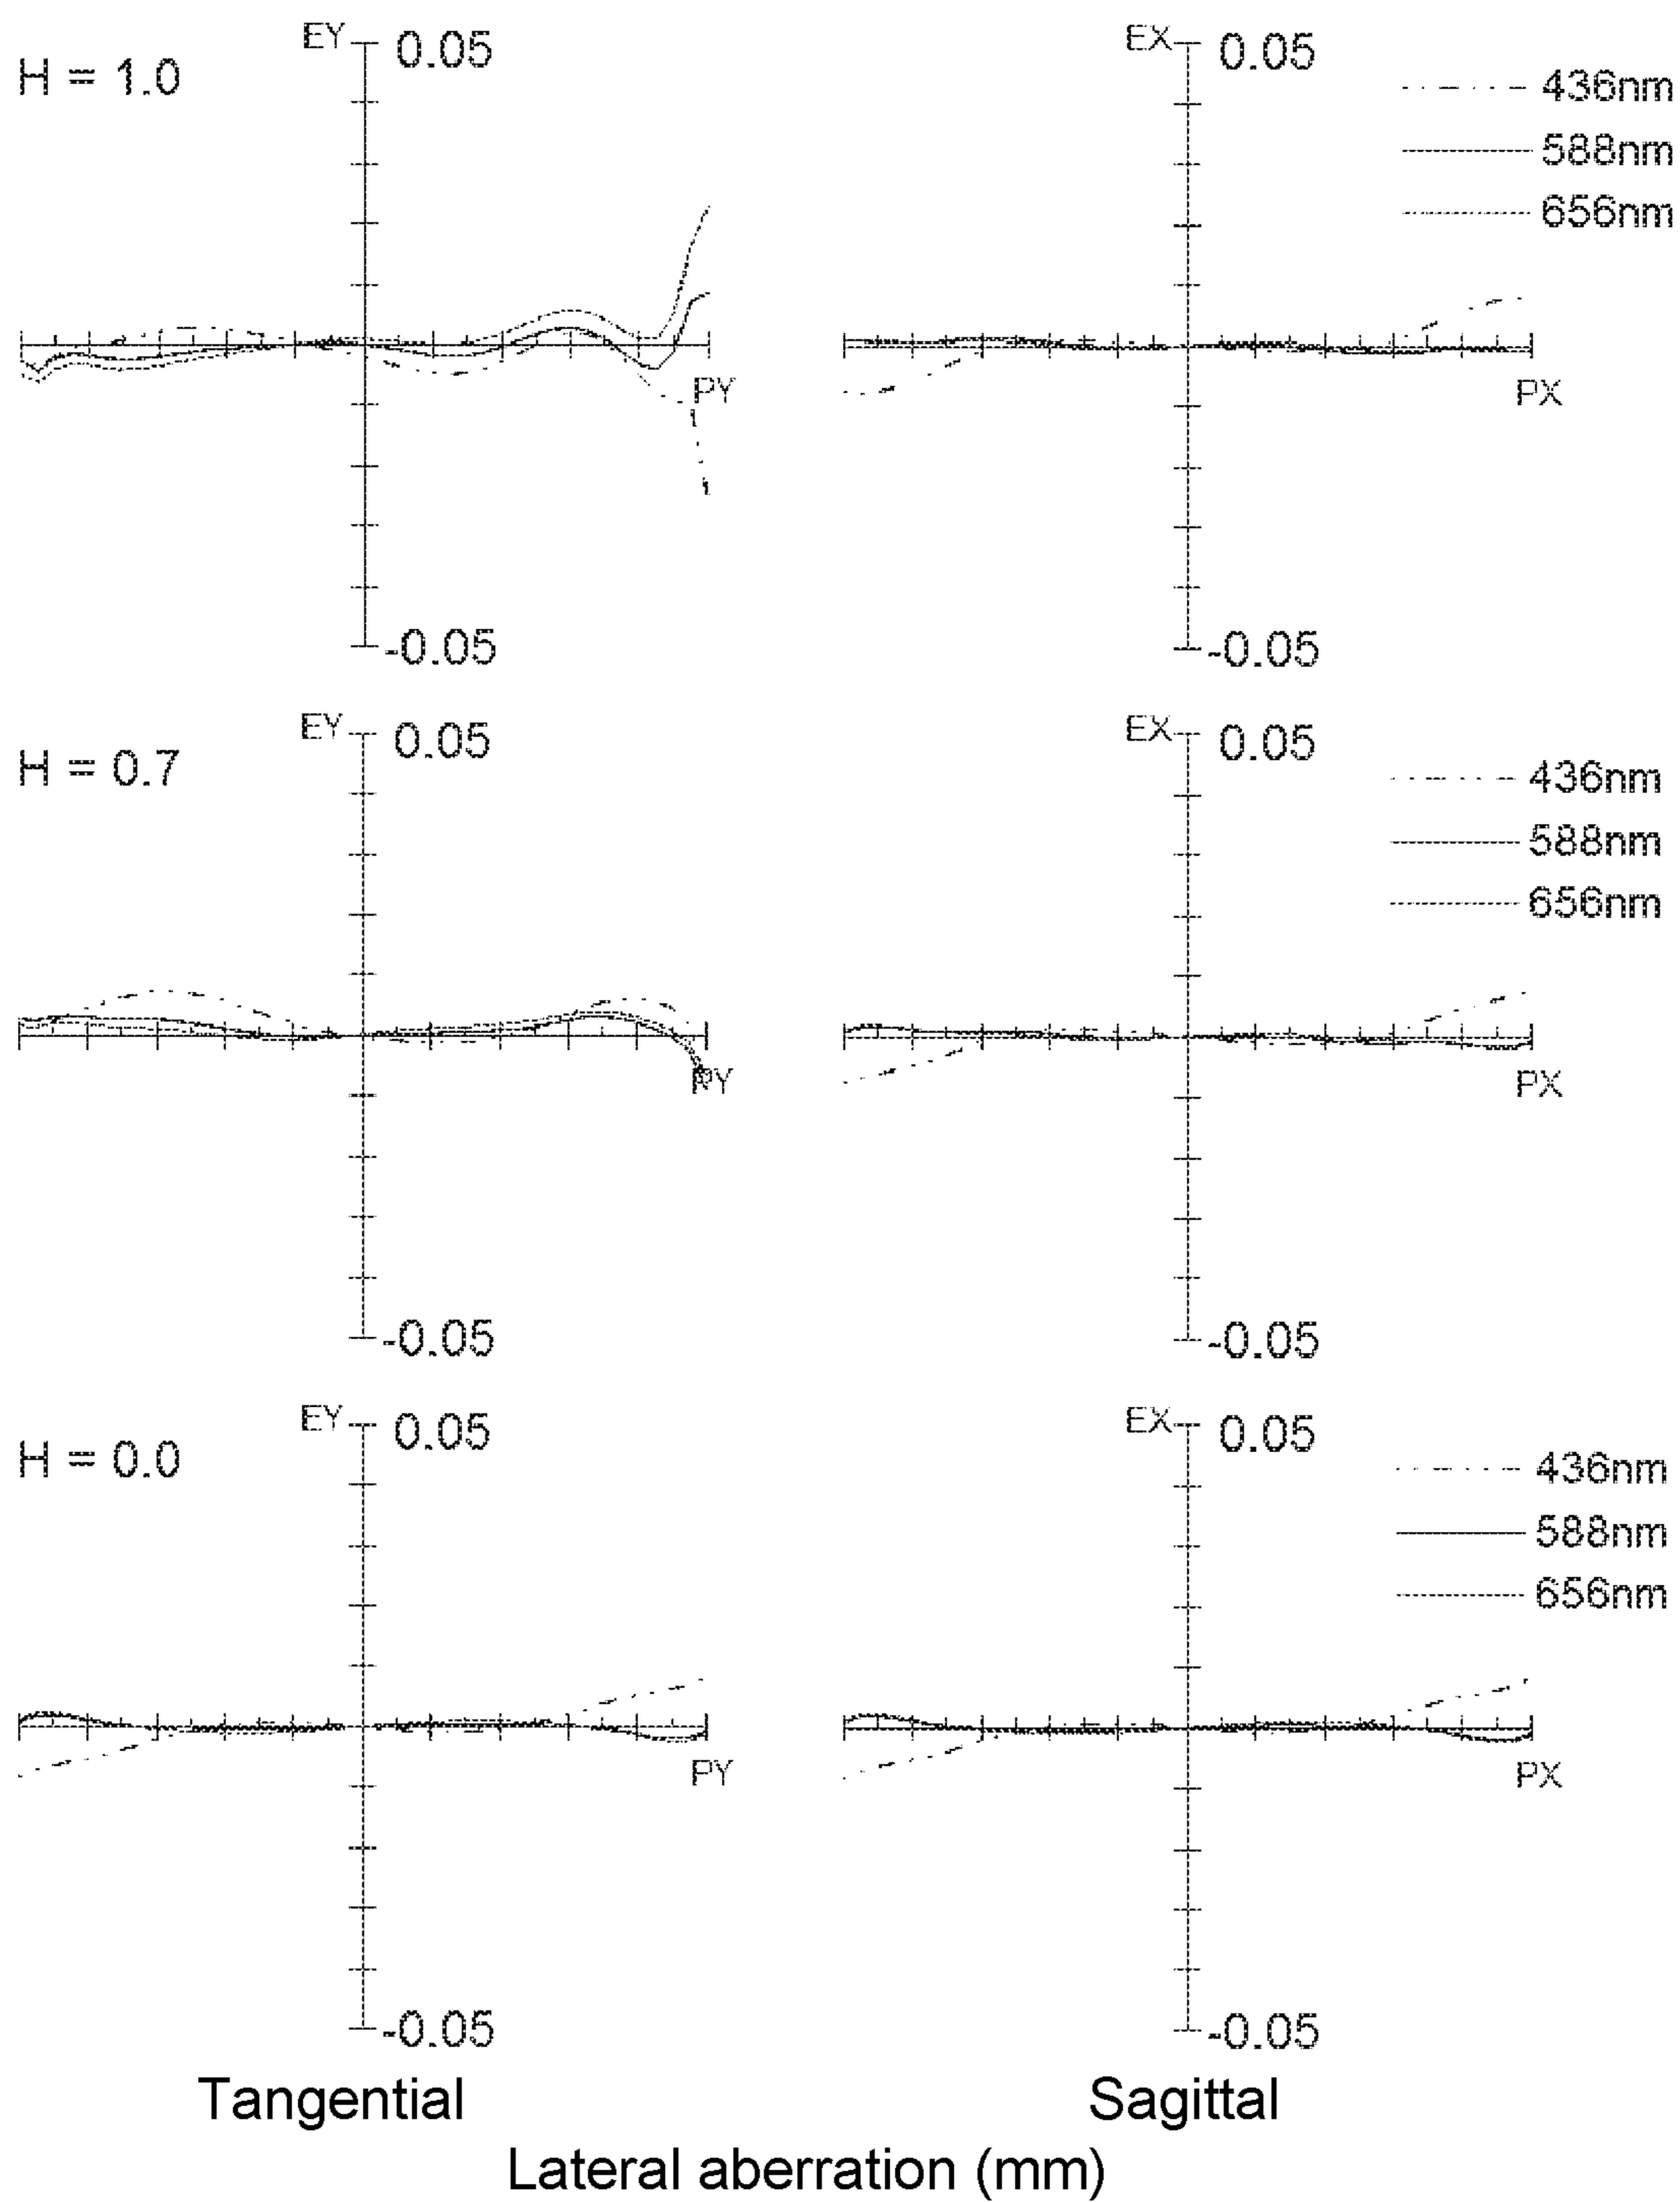 EY 0.05 EX 0.05
H = 1.0
436nm
588nm
656nm
PY PX
-0.05 -0.05
EY 0.05 EX 0.05
H = 0.7
436nm
588nm
656nm
PY PX
-0.05 -0.05
EY 0.05 EX 0.05
H = 0.0
436nm
588nm
656nm
PY PX
-0.05 -0.05
Tangential Sagittal
Lateral aberration (mm)